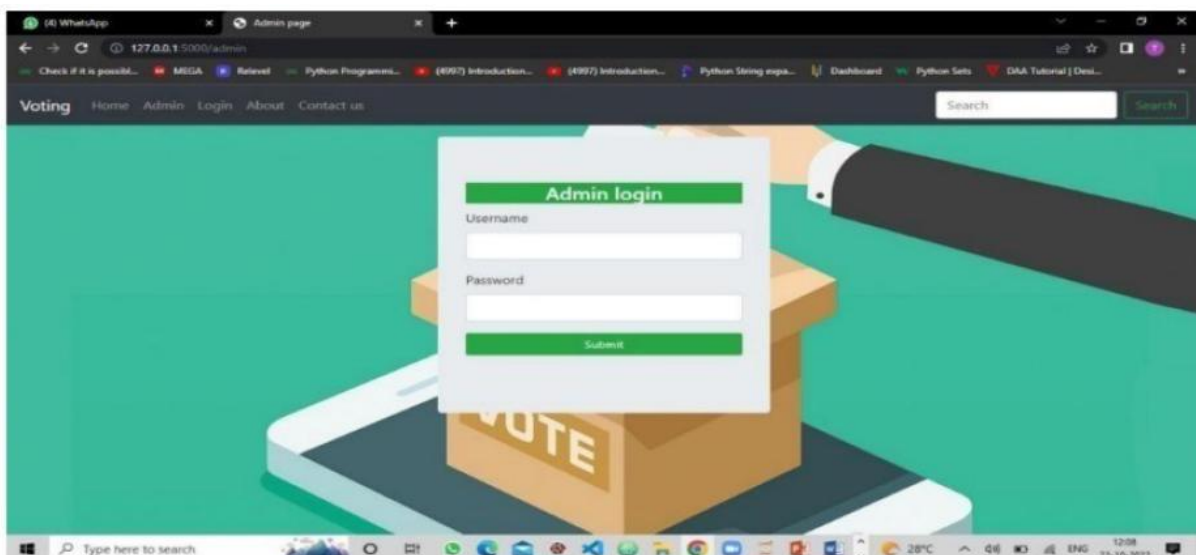 (4) WhatsApp Admin page
127.0.0.1:5000/admin
Check if it is possibl... MEGA Relevel Python Programmi... (4997) Introduction... (4997) Introduction... Python String expa... Dashboard Python Sets DAA Tutorial | Desi...
Voting Home Admin Login About Contact us Search Search
Admin login
Username
Password
Submit
VOTE
Type here to search 28°C ENG 12:08